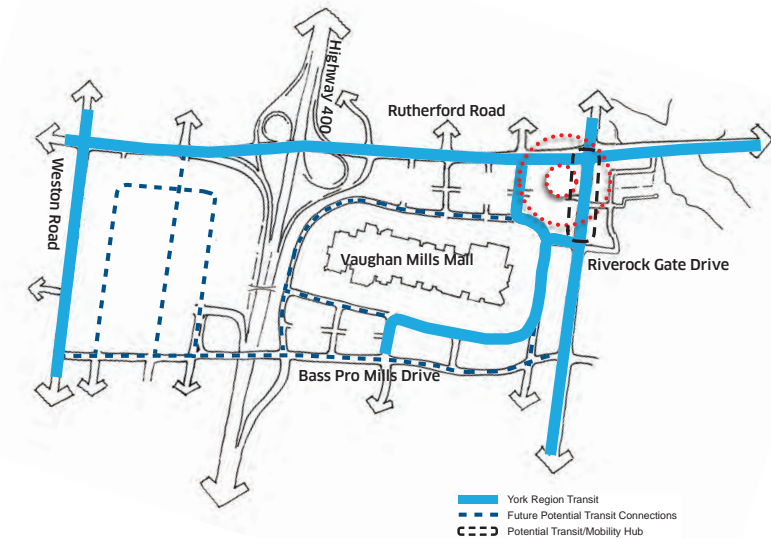 Highway 400
Rutherford Road
Weston Road
Vaughan Mills Mall
Riverock Gate Drive
Bass Pro Mills Drive
York Region Transit
Future Potential Transit Connections
Potential Transit/Mobility Hub